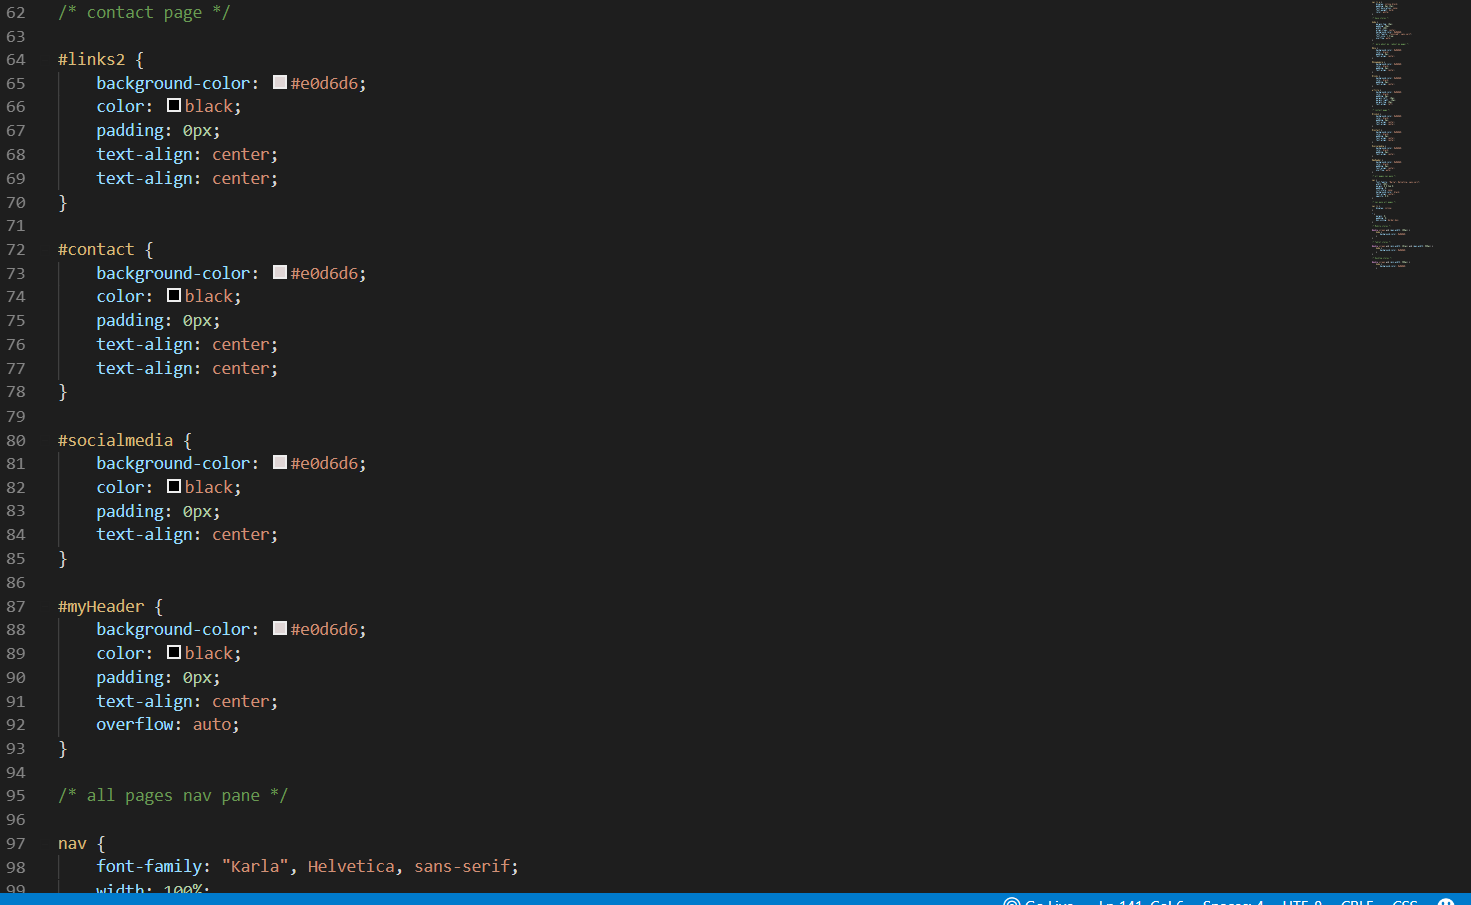 62 /* contact page */
63
64 #links2 {
65 background-color: #e0d6d6;
66 color: black;
67 padding: 0px;
68 text-align: center;
69 text-align: center;
70 }
71
72 #contact {
73 background-color: #e0d6d6;
74 color: black;
75 padding: 0px;
76 text-align: center;
77 text-align: center;
78 }
79
80 #socialmedia {
81 background-color: #e0d6d6;
82 color: black;
83 padding: 0px;
84 text-align: center;
85 }
86
87 #myHeader {
88 background-color: #e0d6d6;
89 color: black;
90 padding: 0px;
91 text-align: center;
92 overflow: auto;
93 }
94
95 /* all pages nav pane */
96
97 nav {
98 font-family: "Karla", Helvetica, sans-serif;
99 width: 100%;
Go Live Ln 141, Col 6 Spaces: 4 UTF-8 CRLF CSS